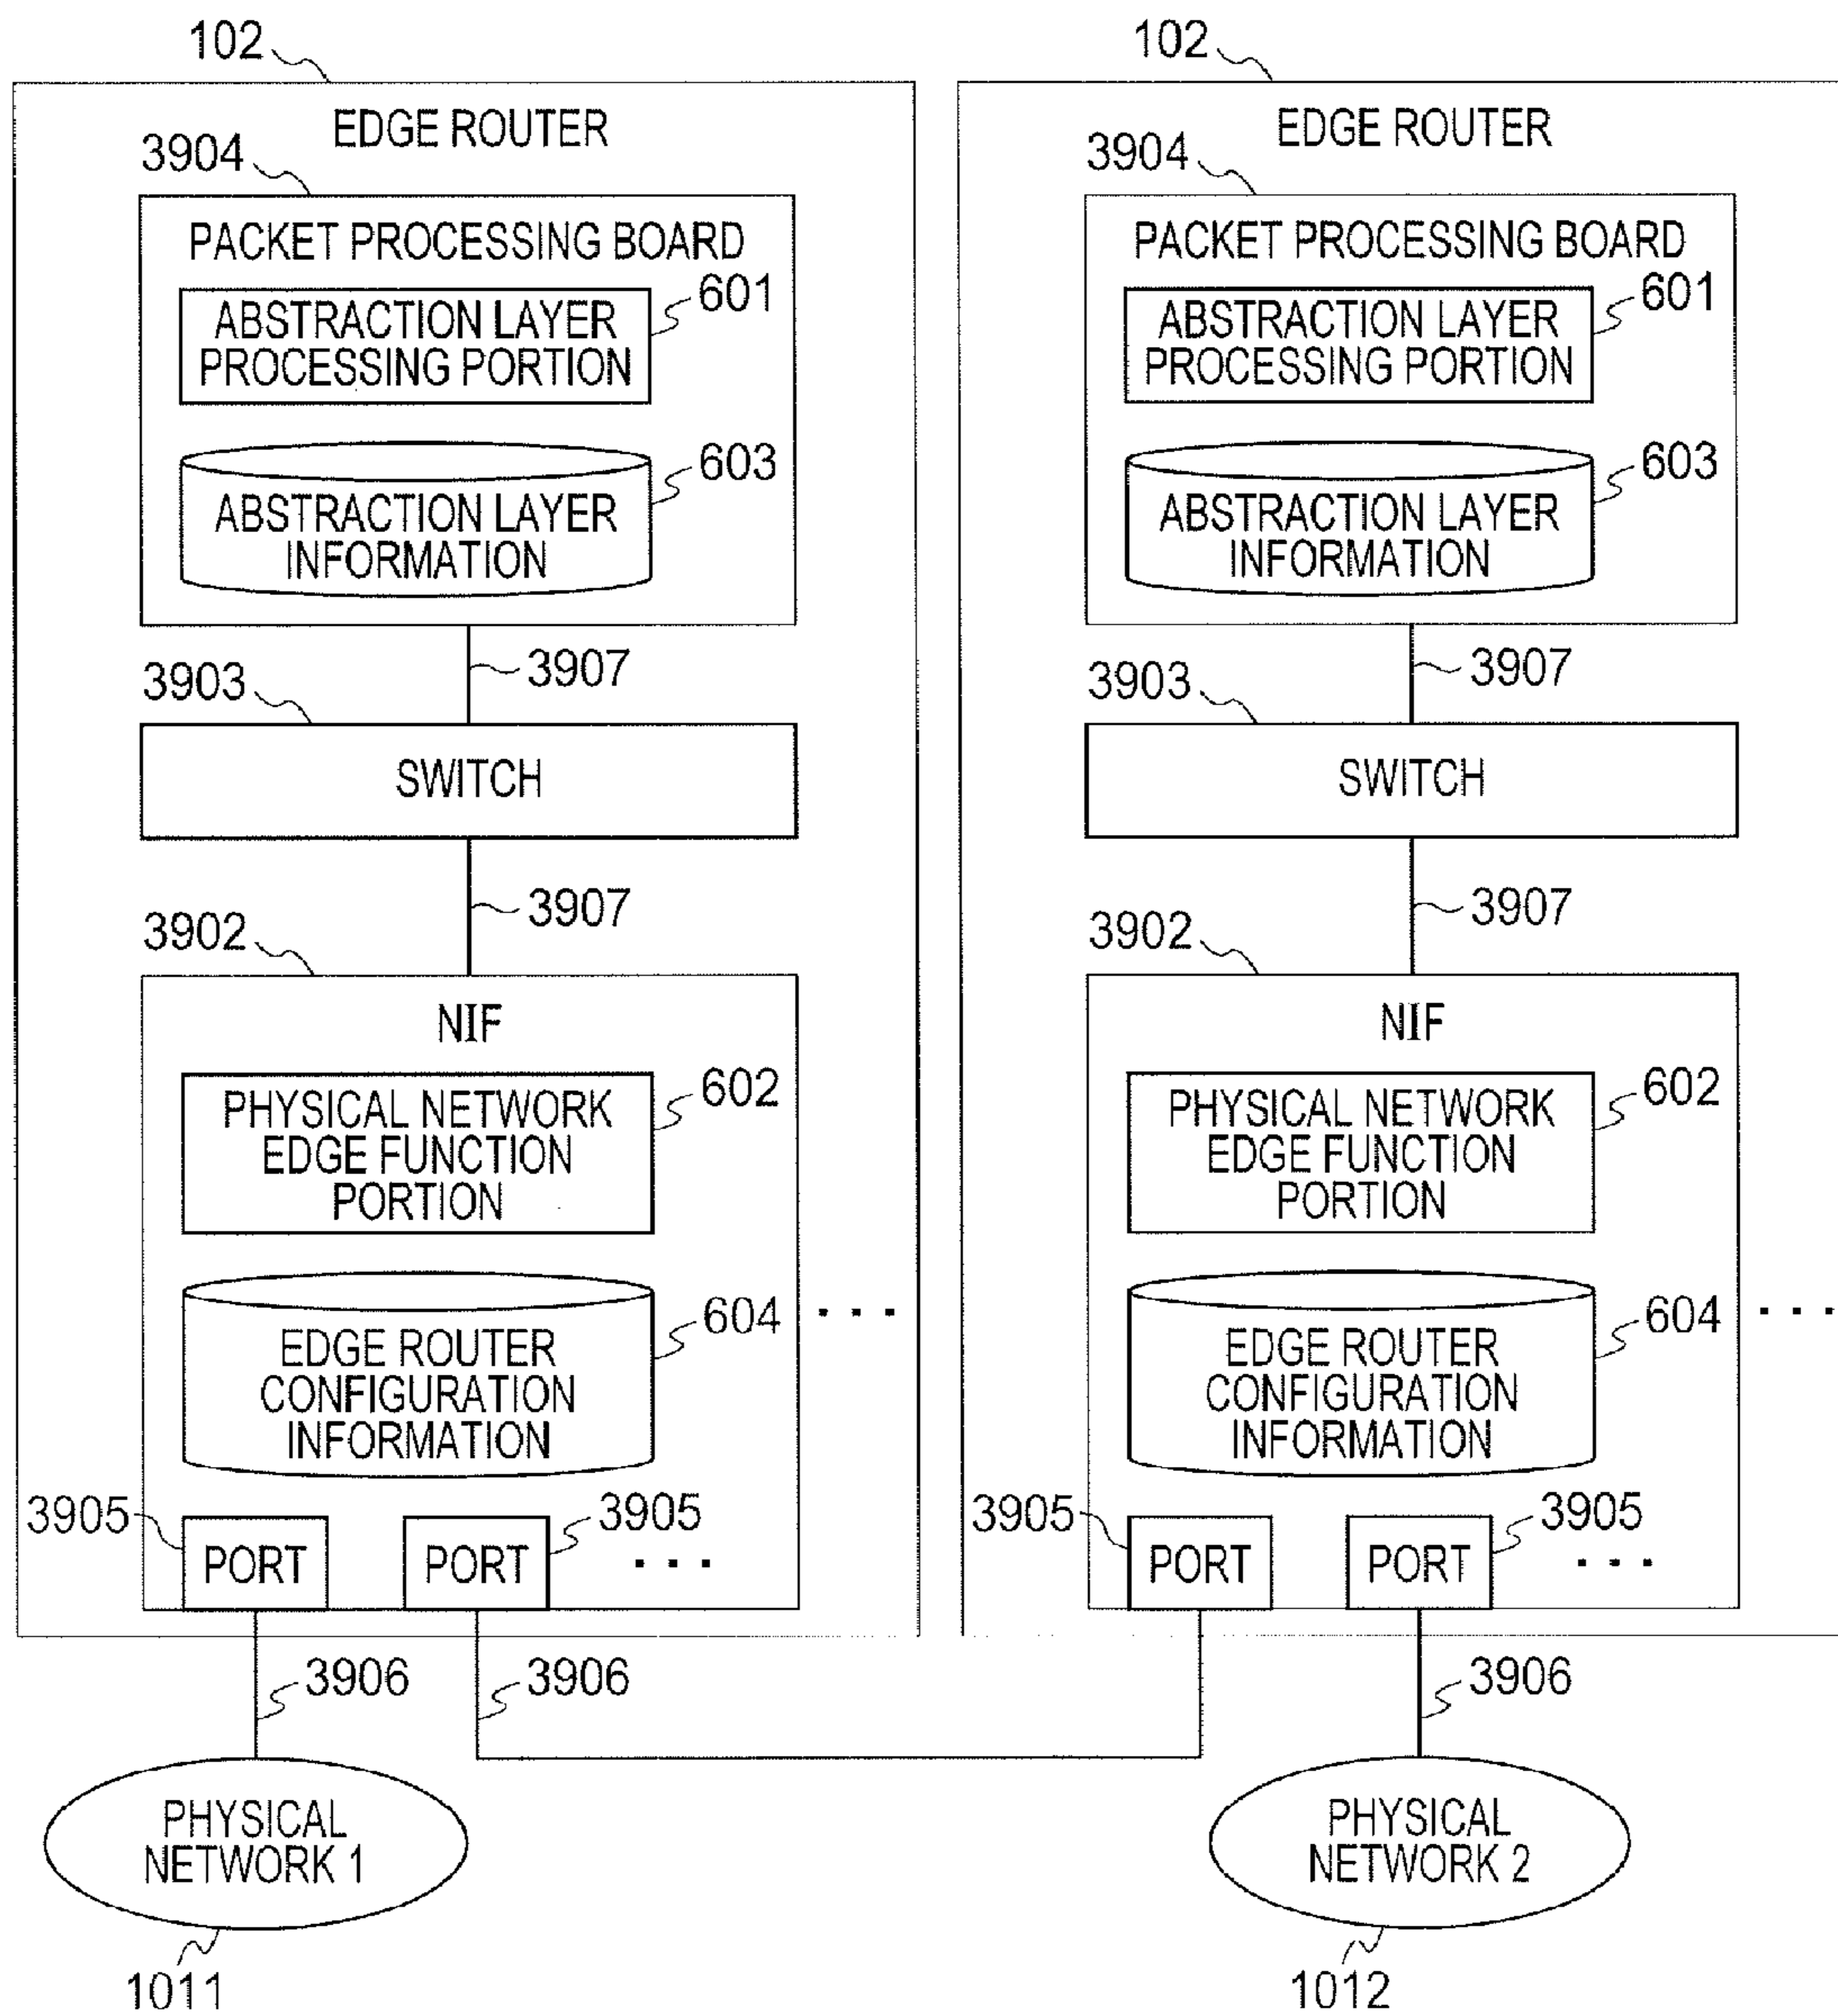 102
EDGE ROUTER
3904
PACKET PROCESSING BOARD
601
ABSTRACTION LAYER
PROCESSING PORTION
603
ABSTRACTION LAYER
INFORMATION
3907
3903
SWITCH
3907
3902
NIF
602
PHYSICAL NETWORK
EDGE FUNCTION
PORTION
604
EDGE ROUTER
CONFIGURATION
INFORMATION
...
3905
PORT
3905
PORT
...
3906
3906
PHYSICAL
NETWORK 1
1011
102
EDGE ROUTER
3904
PACKET PROCESSING BOARD
601
ABSTRACTION LAYER
PROCESSING PORTION
603
ABSTRACTION LAYER
INFORMATION
3907
3903
SWITCH
3907
3902
NIF
602
PHYSICAL NETWORK
EDGE FUNCTION
PORTION
604
EDGE ROUTER
CONFIGURATION
INFORMATION
...
3905
PORT
3905
PORT
...
3906
PHYSICAL
NETWORK 2
1012